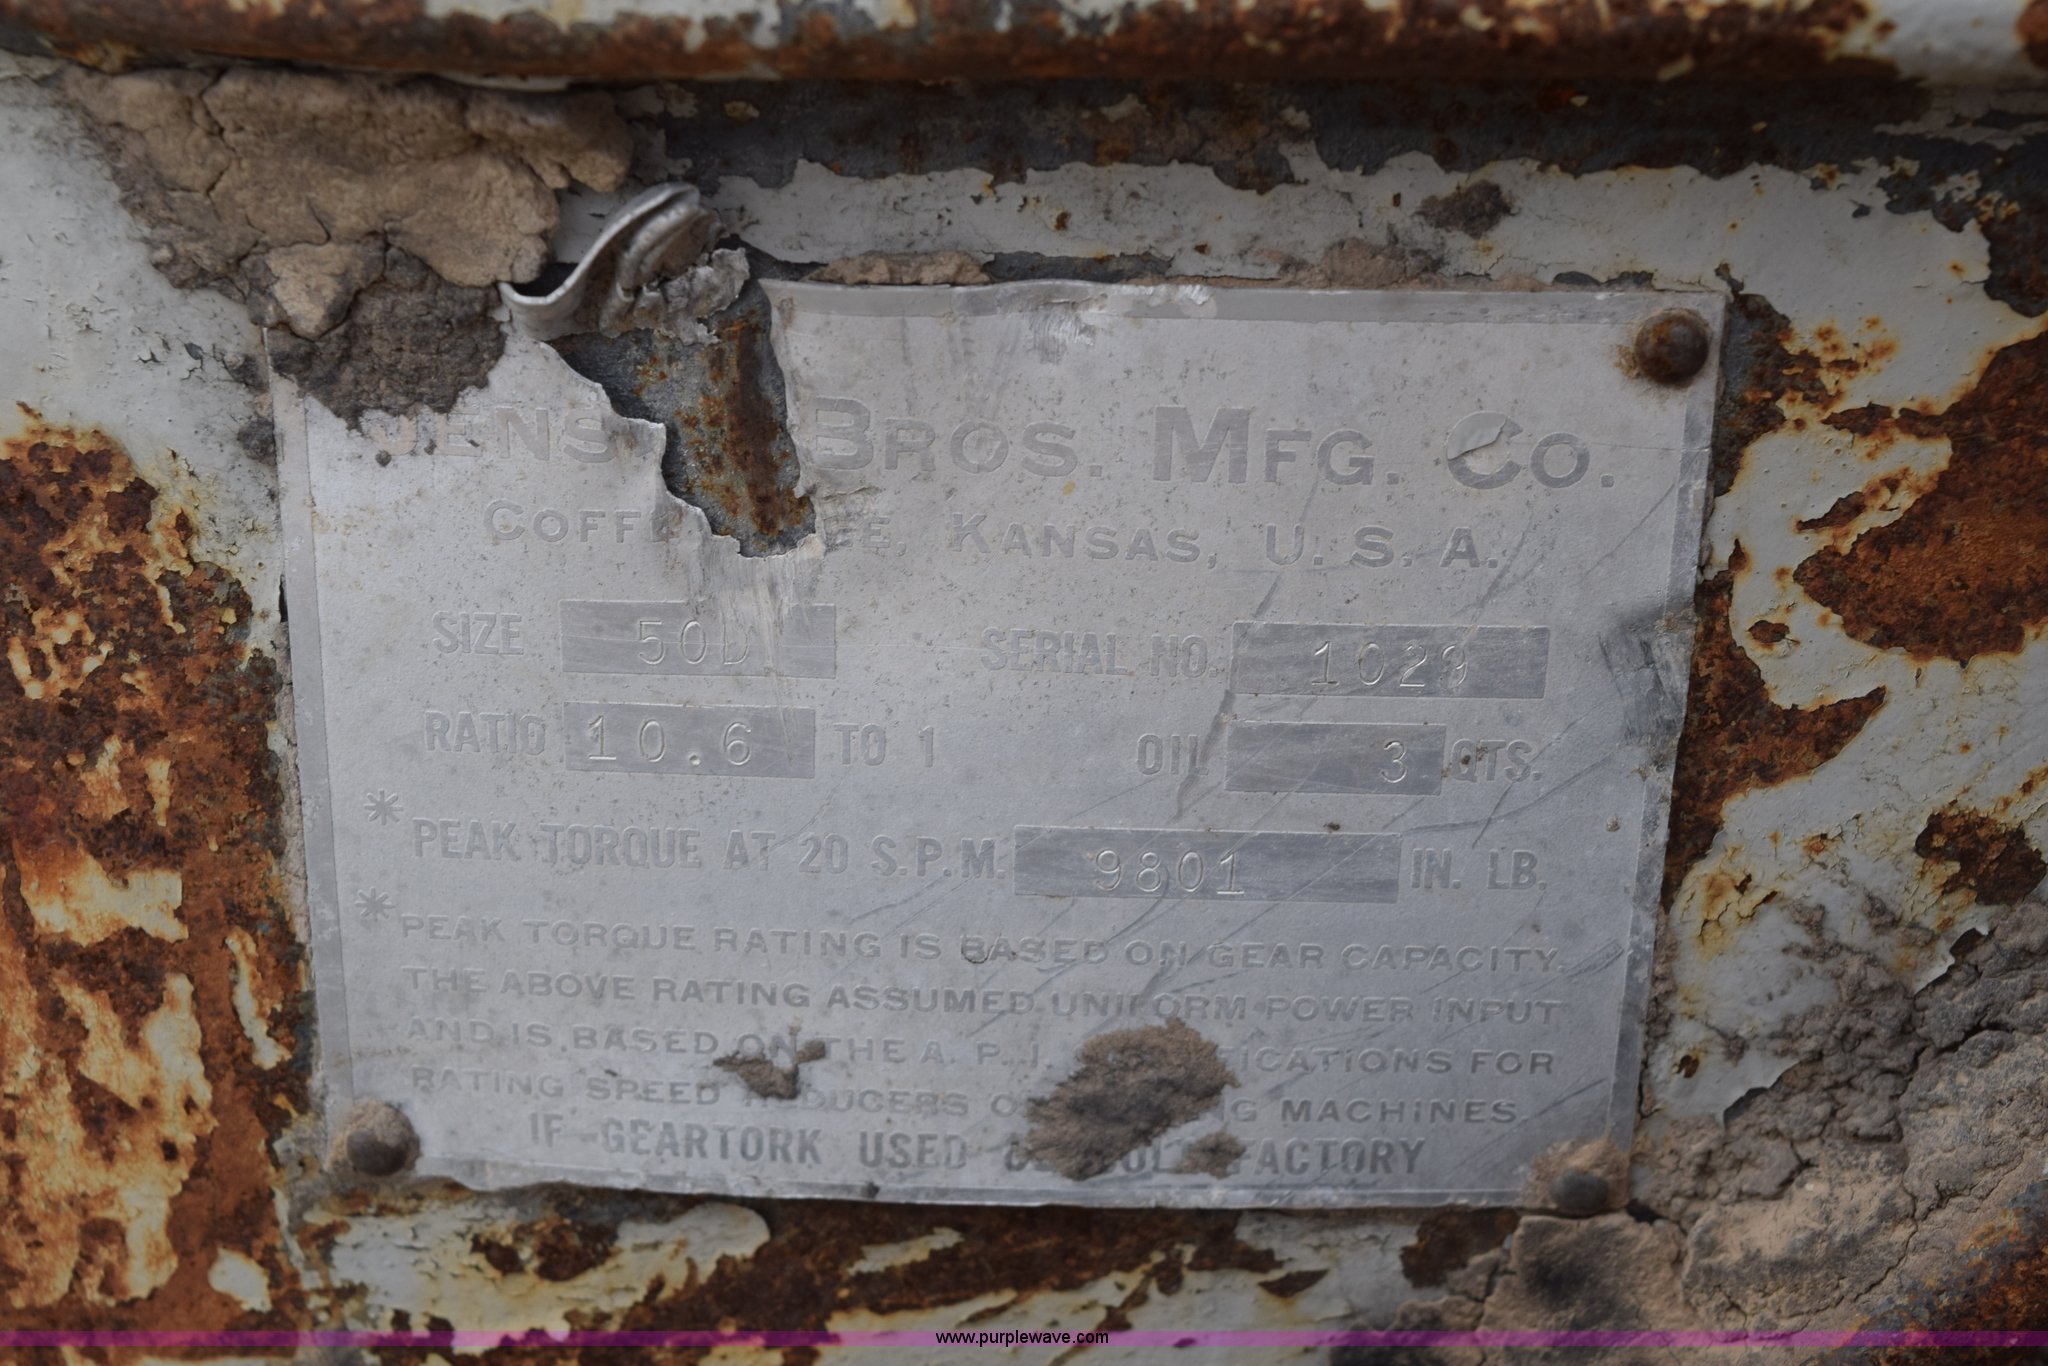 BROS. MFG. CO.
KANSAS, U. S. A.
SIZE 50D SERIAL NO. 1029
RATIO 10.6 TO 1 OIL 3 QTS.
* PEAK TORQUE AT 20 S.P.M. 9801 IN. LB.
* PEAK TORQUE RATING IS BASED ON GEAR CAPACITY.
THE ABOVE RATING ASSUMED UNIFORM POWER INPUT
AND IS BASED ON THE A. P. I. FOR
RATING SPEED REDUCERS MACHINES
IF GEARTORK USED FACTORY
www.purplewave.com